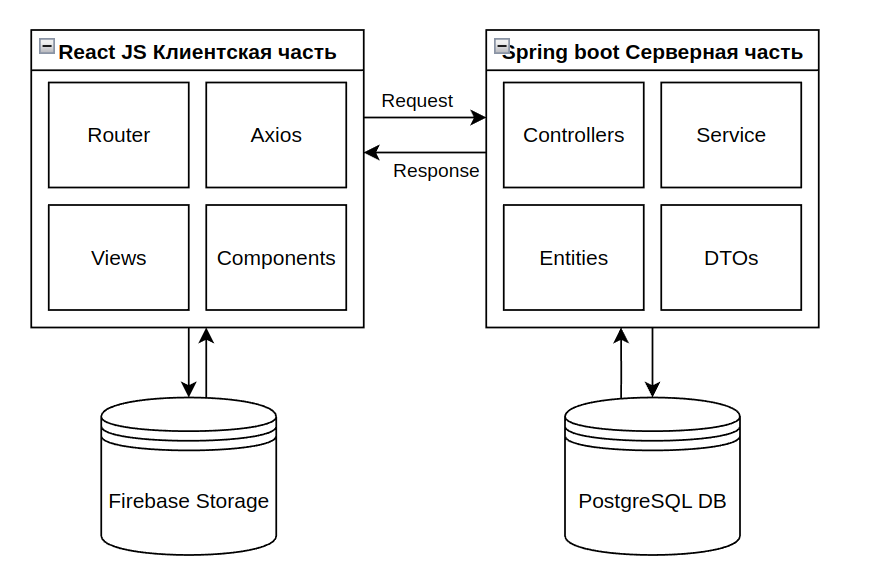 React JS Клиентская часть
Router
Axios
Views
Components
Request
Response
Spring boot Серверная часть
Controllers
Service
Entities
DTOs
Firebase Storage
PostgreSQL DB